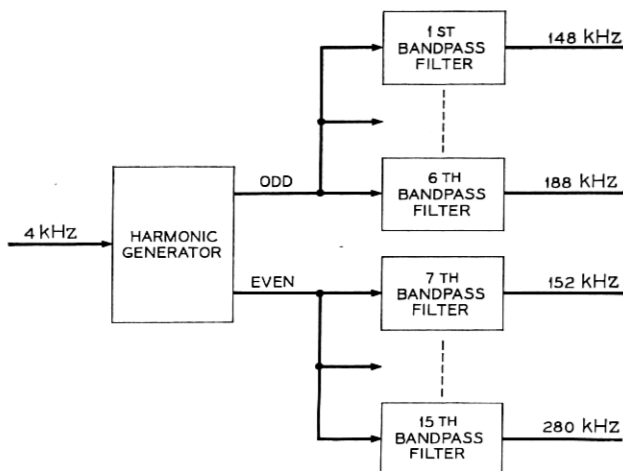 1 ST
BANDPASS
FILTER
148 kHz
ODD
6 TH
BANDPASS
FILTER
188 kHz
4 kHz
HARMONIC
GENERATOR
EVEN
7 TH
BANDPASS
FILTER
152 kHz
15 TH
BANDPASS
FILTER
280 kHz